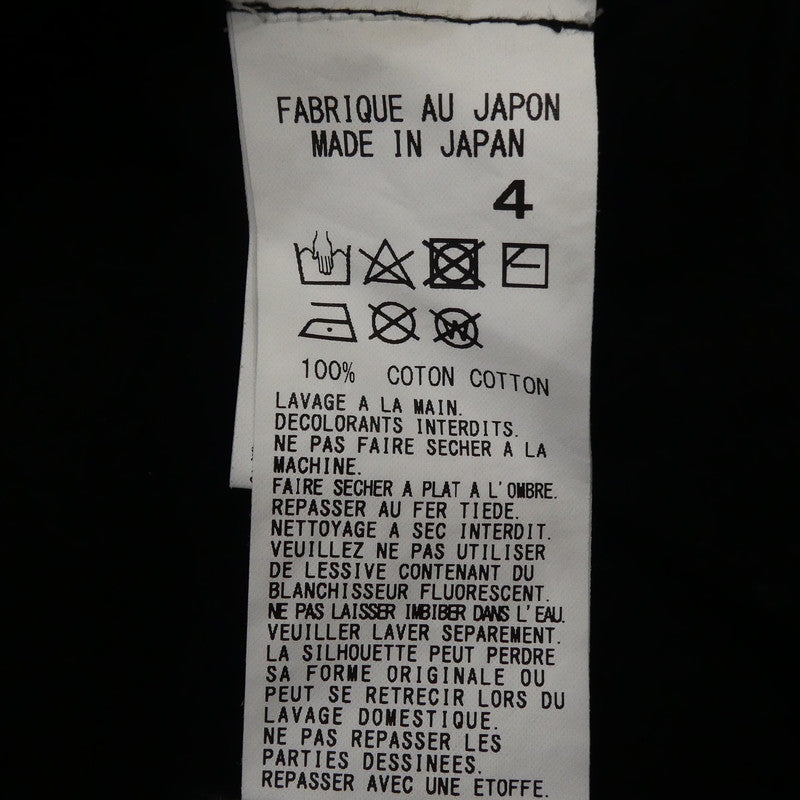 FABRIQUE AU JAPON
MADE IN JAPAN
4
W
100% COTON COTTON
LAVAGE A LA MAIN.
DECOLORANTS INTERDITS.
NE PAS FAIRE SECHER A LA
MACHINE.
FAIRE SECHER A PLAT A L'OMBRE.
REPASSER AU FER TIEDE.
NETTOYAGE A SEC INTERDIT.
VEUILLEZ NE PAS UTILISER
DE LESSIVE CONTENANT DU
BLANCHISSEUR FLUORESCENT.
NE PAS LAISSER IMBIBER DANS L'EAU.
VEUILLER LAVER SEPAREMENT.
LA SILHOUETTE PEUT PERDRE
SA FORME ORIGINALE OU
PEUT SE RETRECIR LORS DU
LAVAGE DOMESTIQUE.
NE PAS REPASSER LES
PARTIES DESSINEES.
REPASSER AVEC UNE ETOFFE.